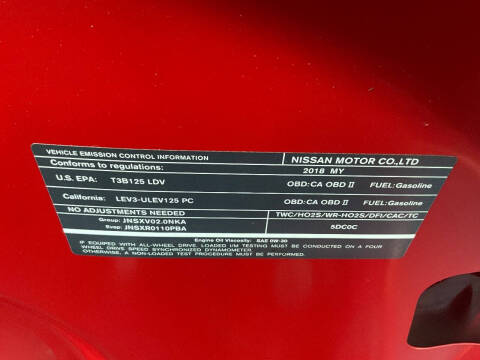 VEHICLE EMISSION CONTROL INFORMATION NISSAN MOTOR CO.,LTD
Conforms to regulations: 2018 MY
U.S. EPA: T3B125 LDV OBD:CA OBD II FUEL:Gasoline
California: LEV3-ULEV125 PC OBD:CA OBD II FUEL:Gasoline
NO ADJUSTMENTS NEEDED TWC/HO2S/WR-HO2S/DFI/CAC/TC
Group: JNSXV02.0NKA
Evap: JNSXR0110PBA 5DC0C
Engine Oil Viscosity: SAE 0W-20
IF EQUIPPED WITH ALL-WHEEL DRIVE, LOADED I/M TESTING MUST BE CONDUCTED ON A FOUR
WHEEL DRIVE SPEED SYNCHRONIZED DYNAMOMETER.
OTHERWISE, A NON-LOADED TEST PROCEDURE MUST BE PERFORMED.